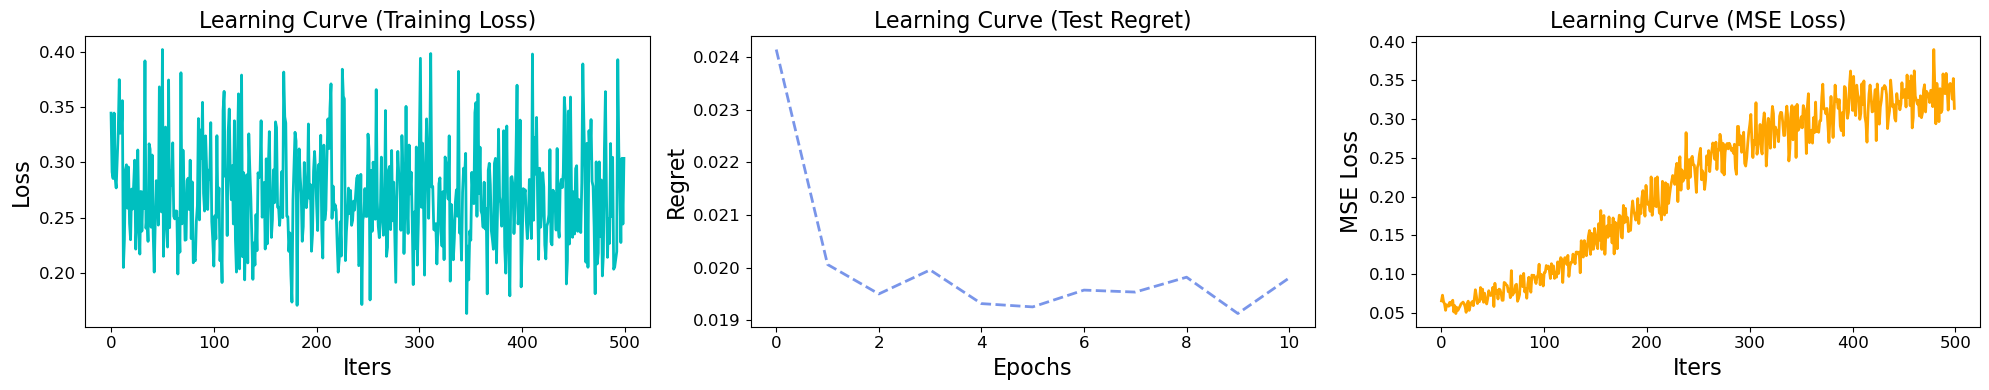 Learning Curve (Training Loss)
Loss
0.40
0.35
0.30
0.25
0.20
0 100 200 300 400 500
Iters
Learning Curve (Test Regret)
Regret
0.024
0.023
0.022
0.021
0.020
0.019
0 2 4 6 8 10
Epochs
Learning Curve (MSE Loss)
MSE Loss
0.40
0.35
0.30
0.25
0.20
0.15
0.10
0.05
0 100 200 300 400 500
Iters